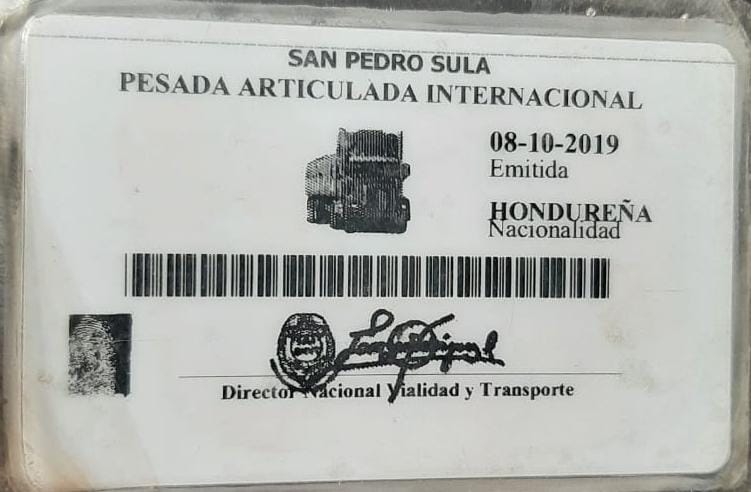 SAN PEDRO SULA
PESADA ARTICULADA INTERNACIONAL
08-10-2019
Emitida
HONDUREÑA
Nacionalidad
Director Nacional Vialidad y Transporte